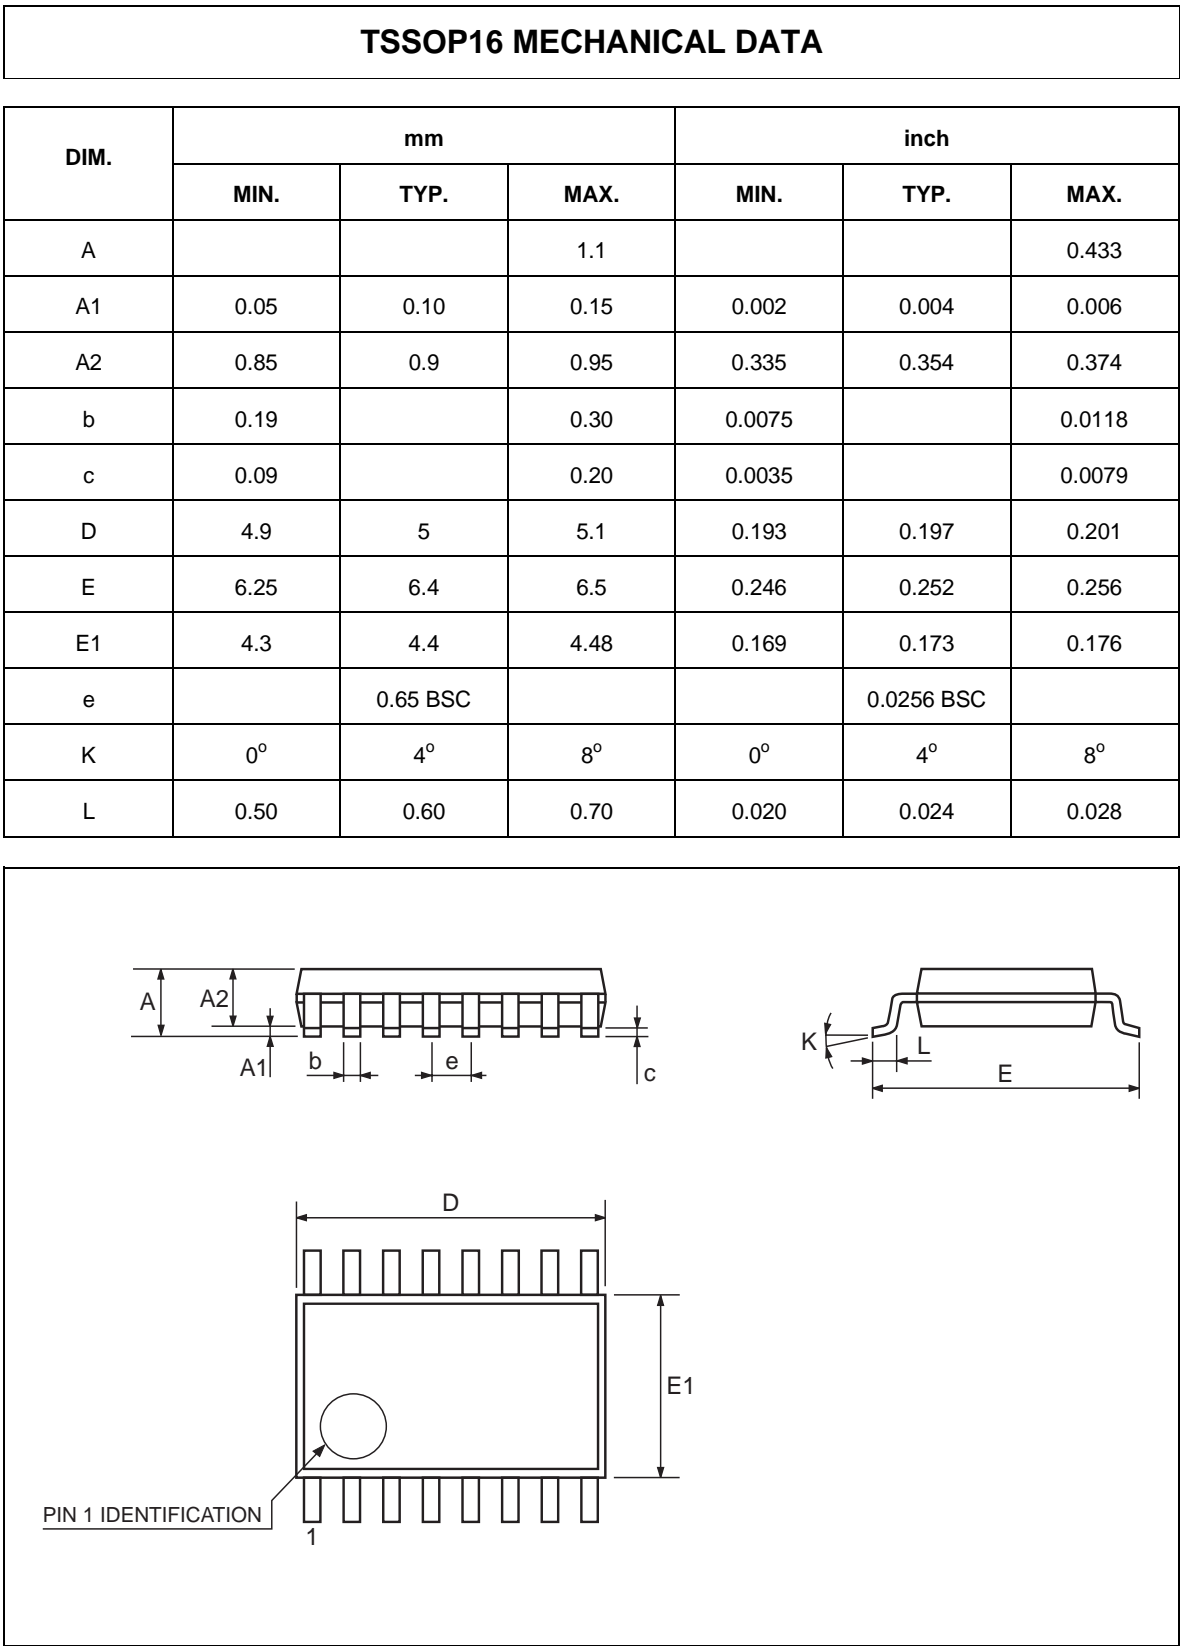 TSSOP16 MECHANICAL DATA
DIM. mm inch
MIN. TYP. MAX. MIN. TYP. MAX.
A 1.1 0.433
A1 0.05 0.10 0.15 0.002 0.004 0.006
A2 0.85 0.9 0.95 0.335 0.354 0.374
b 0.19 0.30 0.0075 0.0118
c 0.09 0.20 0.0035 0.0079
D 4.9 5 5.1 0.193 0.197 0.201
E 6.25 6.4 6.5 0.246 0.252 0.256
E1 4.3 4.4 4.48 0.169 0.173 0.176
e 0.65 BSC 0.0256 BSC
K 0º 4º 8º 0º 4º 8º
L 0.50 0.60 0.70 0.020 0.024 0.028
A A2
A1 b e c
K L
E
D
E1
PIN 1 IDENTIFICATION
1